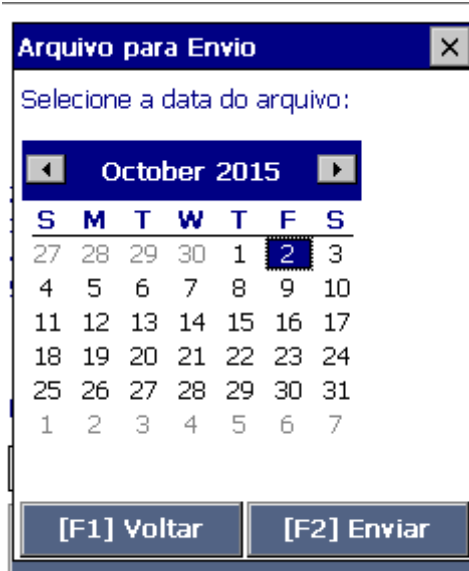 Arquivo para Envio
Selecione a data do arquivo:
October 2015
S M T W T F S
27 28 29 30 1 2 3
4 5 6 7 8 9 10
11 12 13 14 15 16 17
18 19 20 21 22 23 24
25 26 27 28 29 30 31
1 2 3 4 5 6 7
[F1] Voltar [F2] Enviar